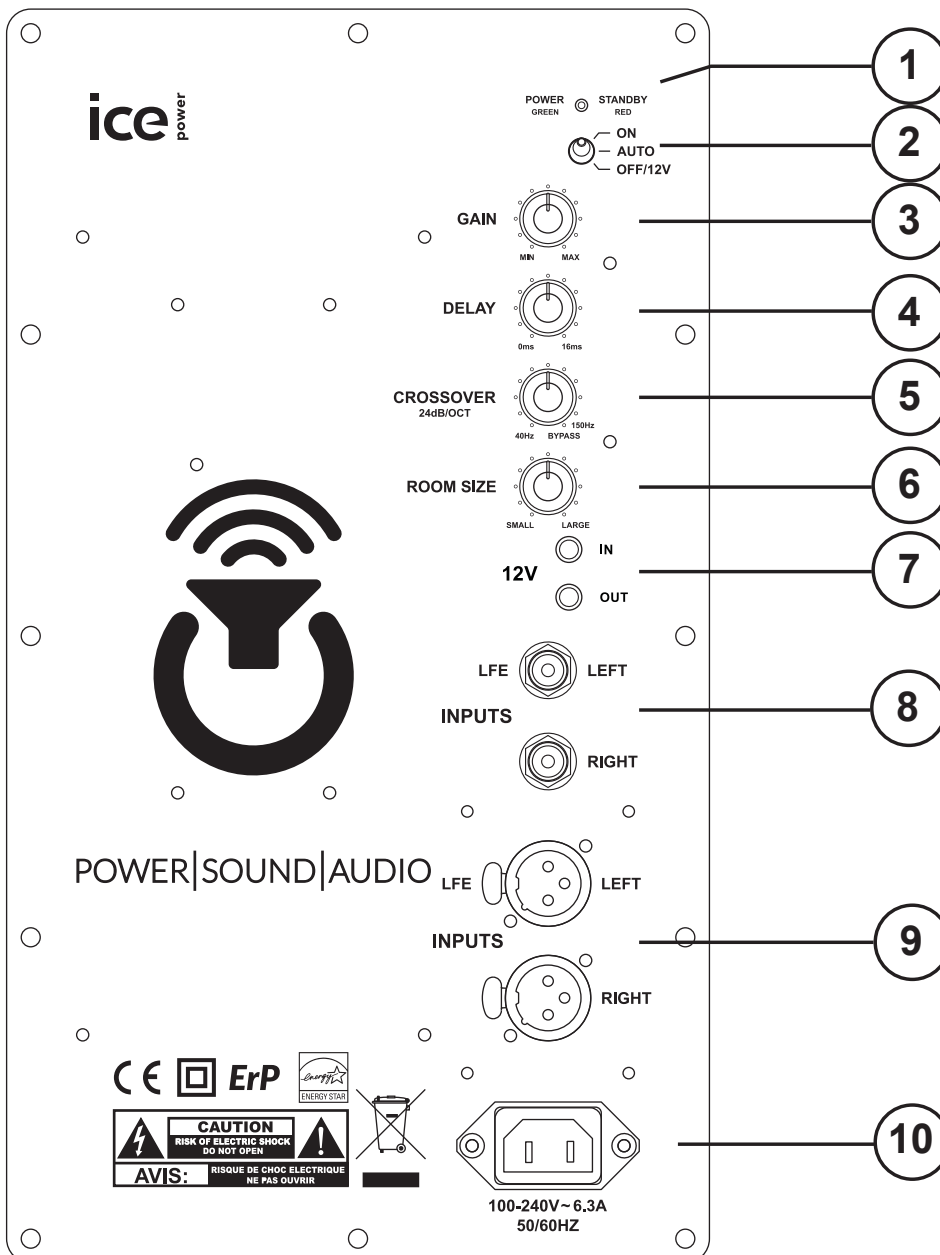 ice power
1
POWER STANDBY
GREEN RED
ON
AUTO
OFF/12V
2
GAIN
MIN MAX
3
DELAY
0ms 16ms
4
CROSSOVER
24dB/OCT
40Hz BYPASS 150Hz
5
ROOM SIZE
SMALL LARGE
6
12V
IN
OUT
7
LFE LEFT
INPUTS
RIGHT
8
POWER|SOUND|AUDIO
LFE LEFT
INPUTS
RIGHT
9
CE ErP
energy
ENERGY STAR
CAUTION
RISK OF ELECTRIC SHOCK
DO NOT OPEN
AVIS:
RISQUE DE CHOC ELECTRIQUE
NE PAS OUVRIR
10
100-240V~6.3A
50/60HZ